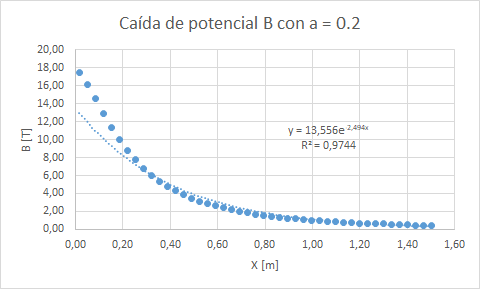 Caída de potencial B con a = 0.2
20,00
18,00
16,00
14,00
12,00
10,00
8,00
6,00
4,00
2,00
0,00
B [T]
y = 13,556e^-2,494x
R² = 0,9744
0,00 0,20 0,40 0,60 0,80 1,00 1,20 1,40 1,60
X [m]